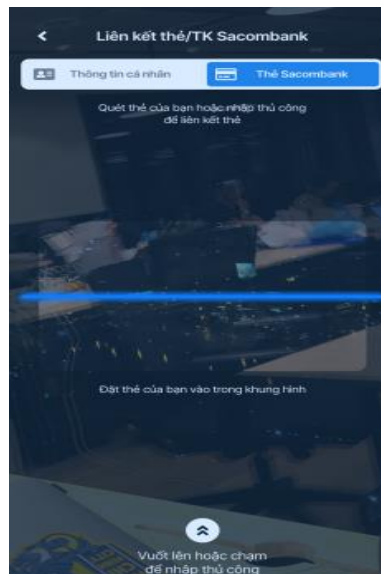 Liên kết thẻ/TK Sacombank
Thông tin cá nhân
Thẻ Sacombank
Quét thẻ của bạn hoặc nhập thủ công
để liên kết thẻ
Đặt thẻ của bạn vào trong khung hình
Vuốt lên hoặc chạm
để nhập thủ công